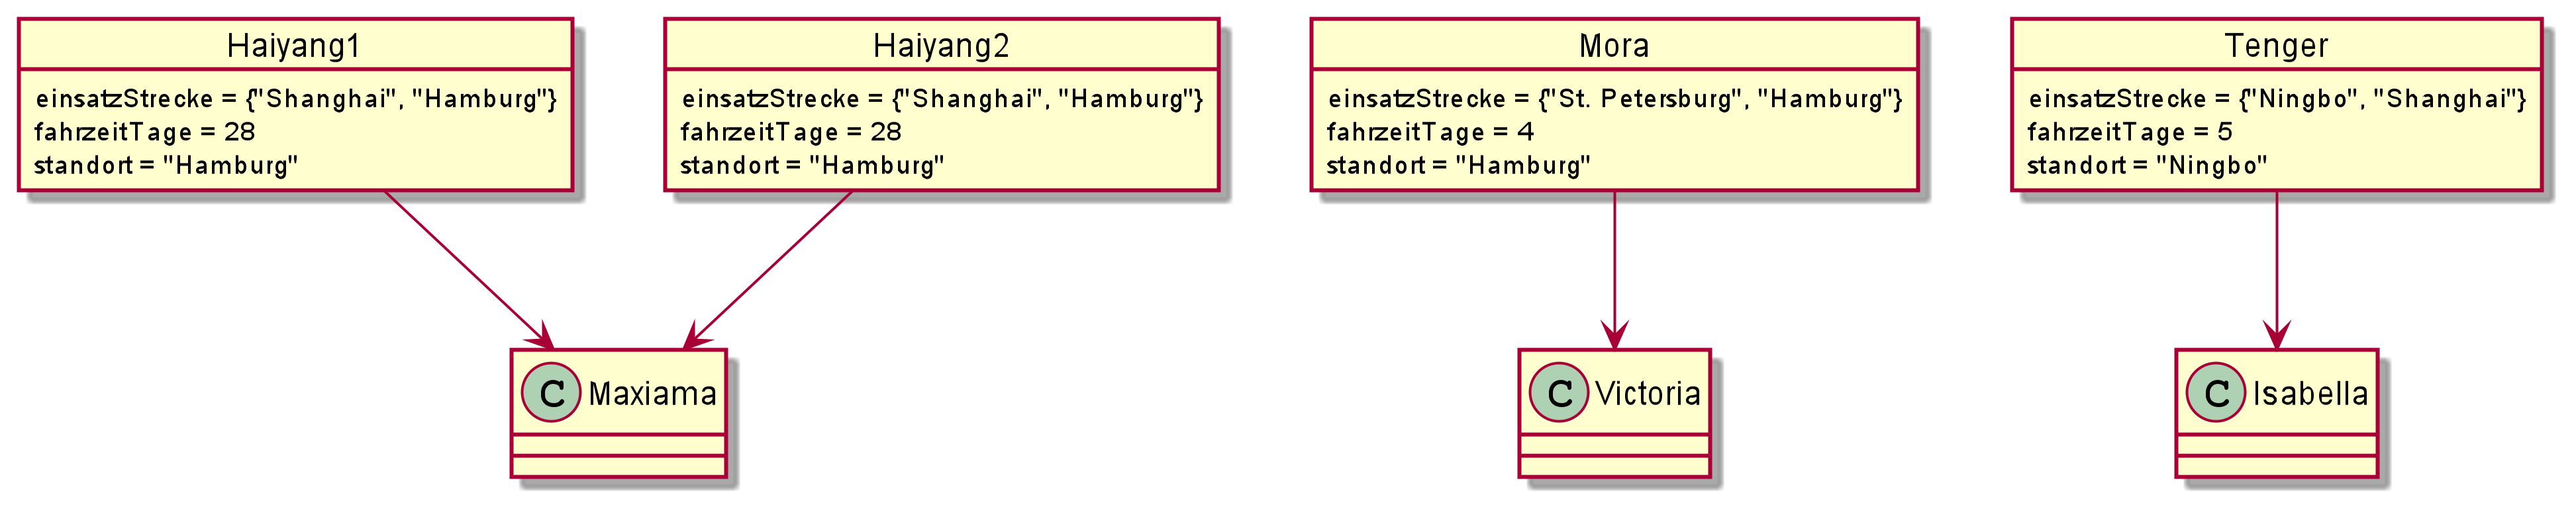 Haiyang1
einsatzStrecke = {"Shanghai", "Hamburg"}
fahrzeitTage = 28
standort = "Hamburg"
Haiyang2
einsatzStrecke = {"Shanghai", "Hamburg"}
fahrzeitTage = 28
standort = "Hamburg"
Mora
einsatzStrecke = {"St. Petersburg", "Hamburg"}
fahrzeitTage = 4
standort = "Hamburg"
Tenger
einsatzStrecke = {"Ningbo", "Shanghai"}
fahrzeitTage = 5
standort = "Ningbo"
C Maxiama
C Victoria
C Isabella